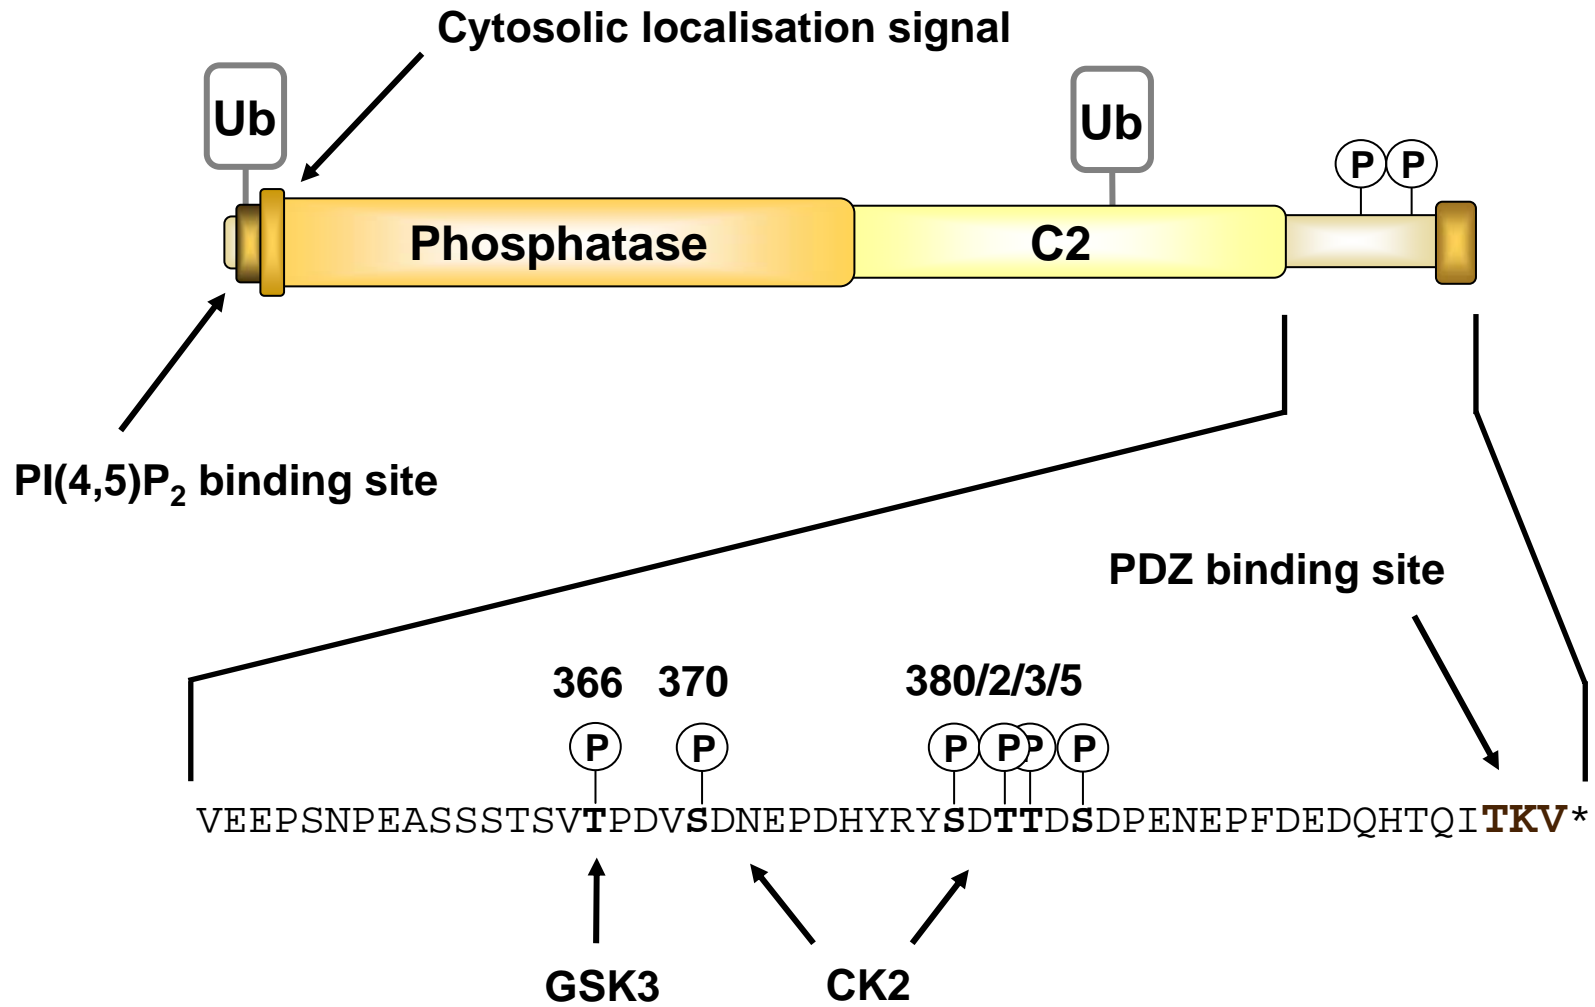 Cytosolic localisation signal
Ub
Ub
P P
Phosphatase
C2
PI(4,5)P₂ binding site
PDZ binding site
366 370 380/2/3/5
P P P P P P
VEEPSNPEASSSTSVTPDVSDNEPDHYRYSDTTDSDPENEPFDEDQHTQITKV*
GSK3
CK2